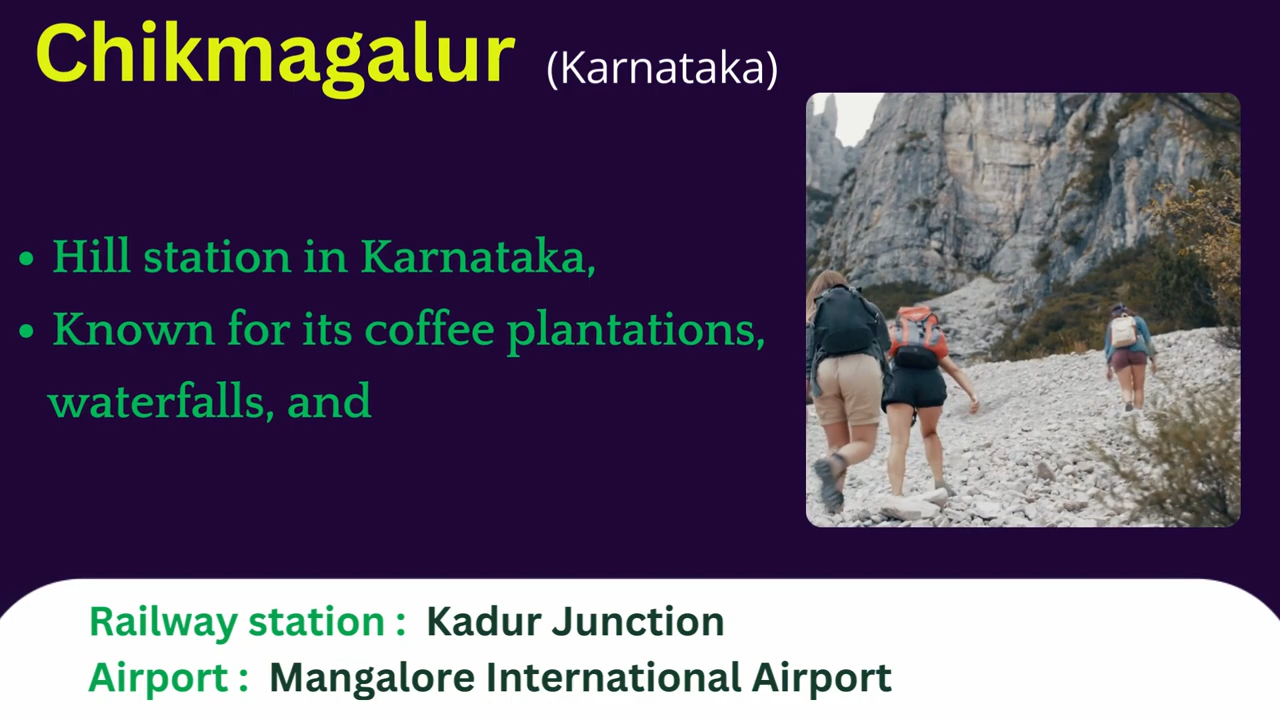 Chikmagalur (Karnataka)
• Hill station in Karnataka,
• Known for its coffee plantations,
waterfalls, and
Railway station : Kadur Junction
Airport : Mangalore International Airport